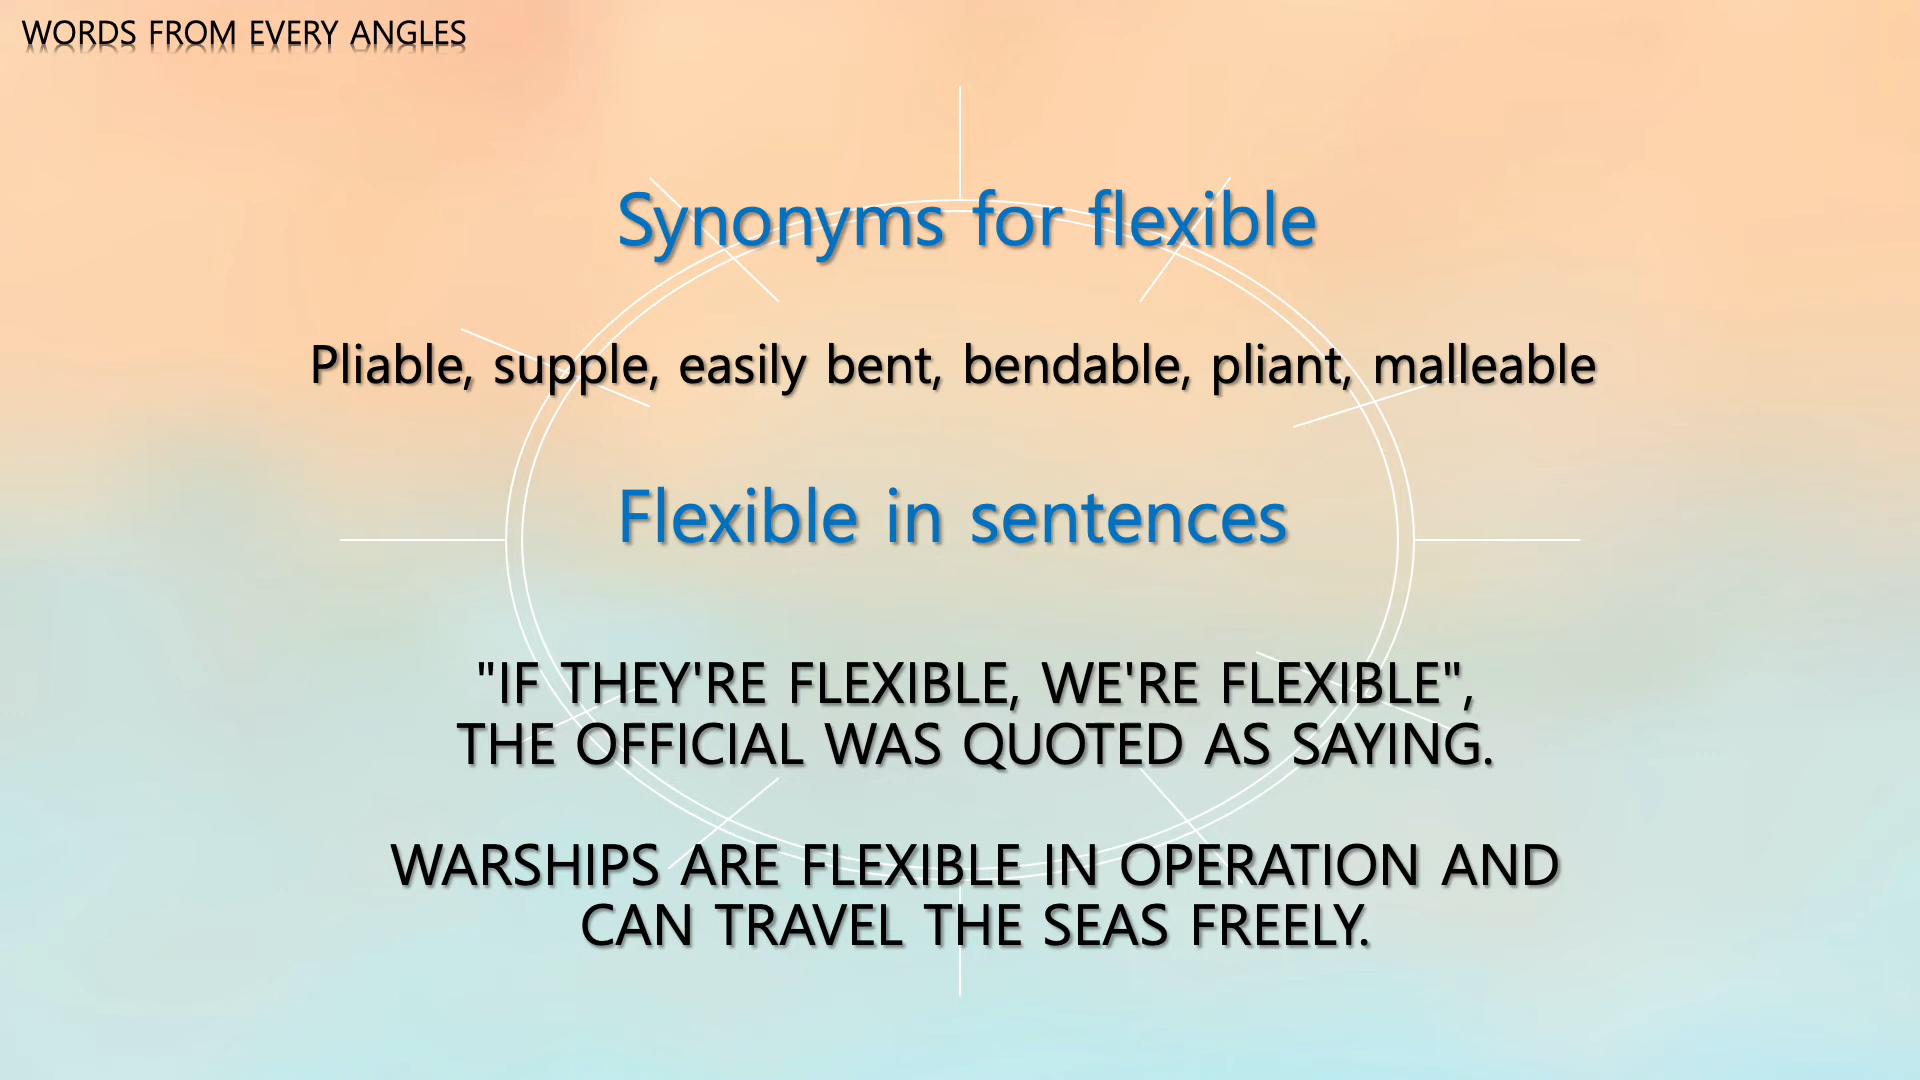 WORDS FROM EVERY ANGLES
Synonyms for flexible
Pliable, supple, easily bent, bendable, pliant, malleable
Flexible in sentences
"IF THEY'RE FLEXIBLE, WE'RE FLEXIBLE",
THE OFFICIAL WAS QUOTED AS SAYING.
WARSHIPS ARE FLEXIBLE IN OPERATION AND
CAN TRAVEL THE SEAS FREELY.